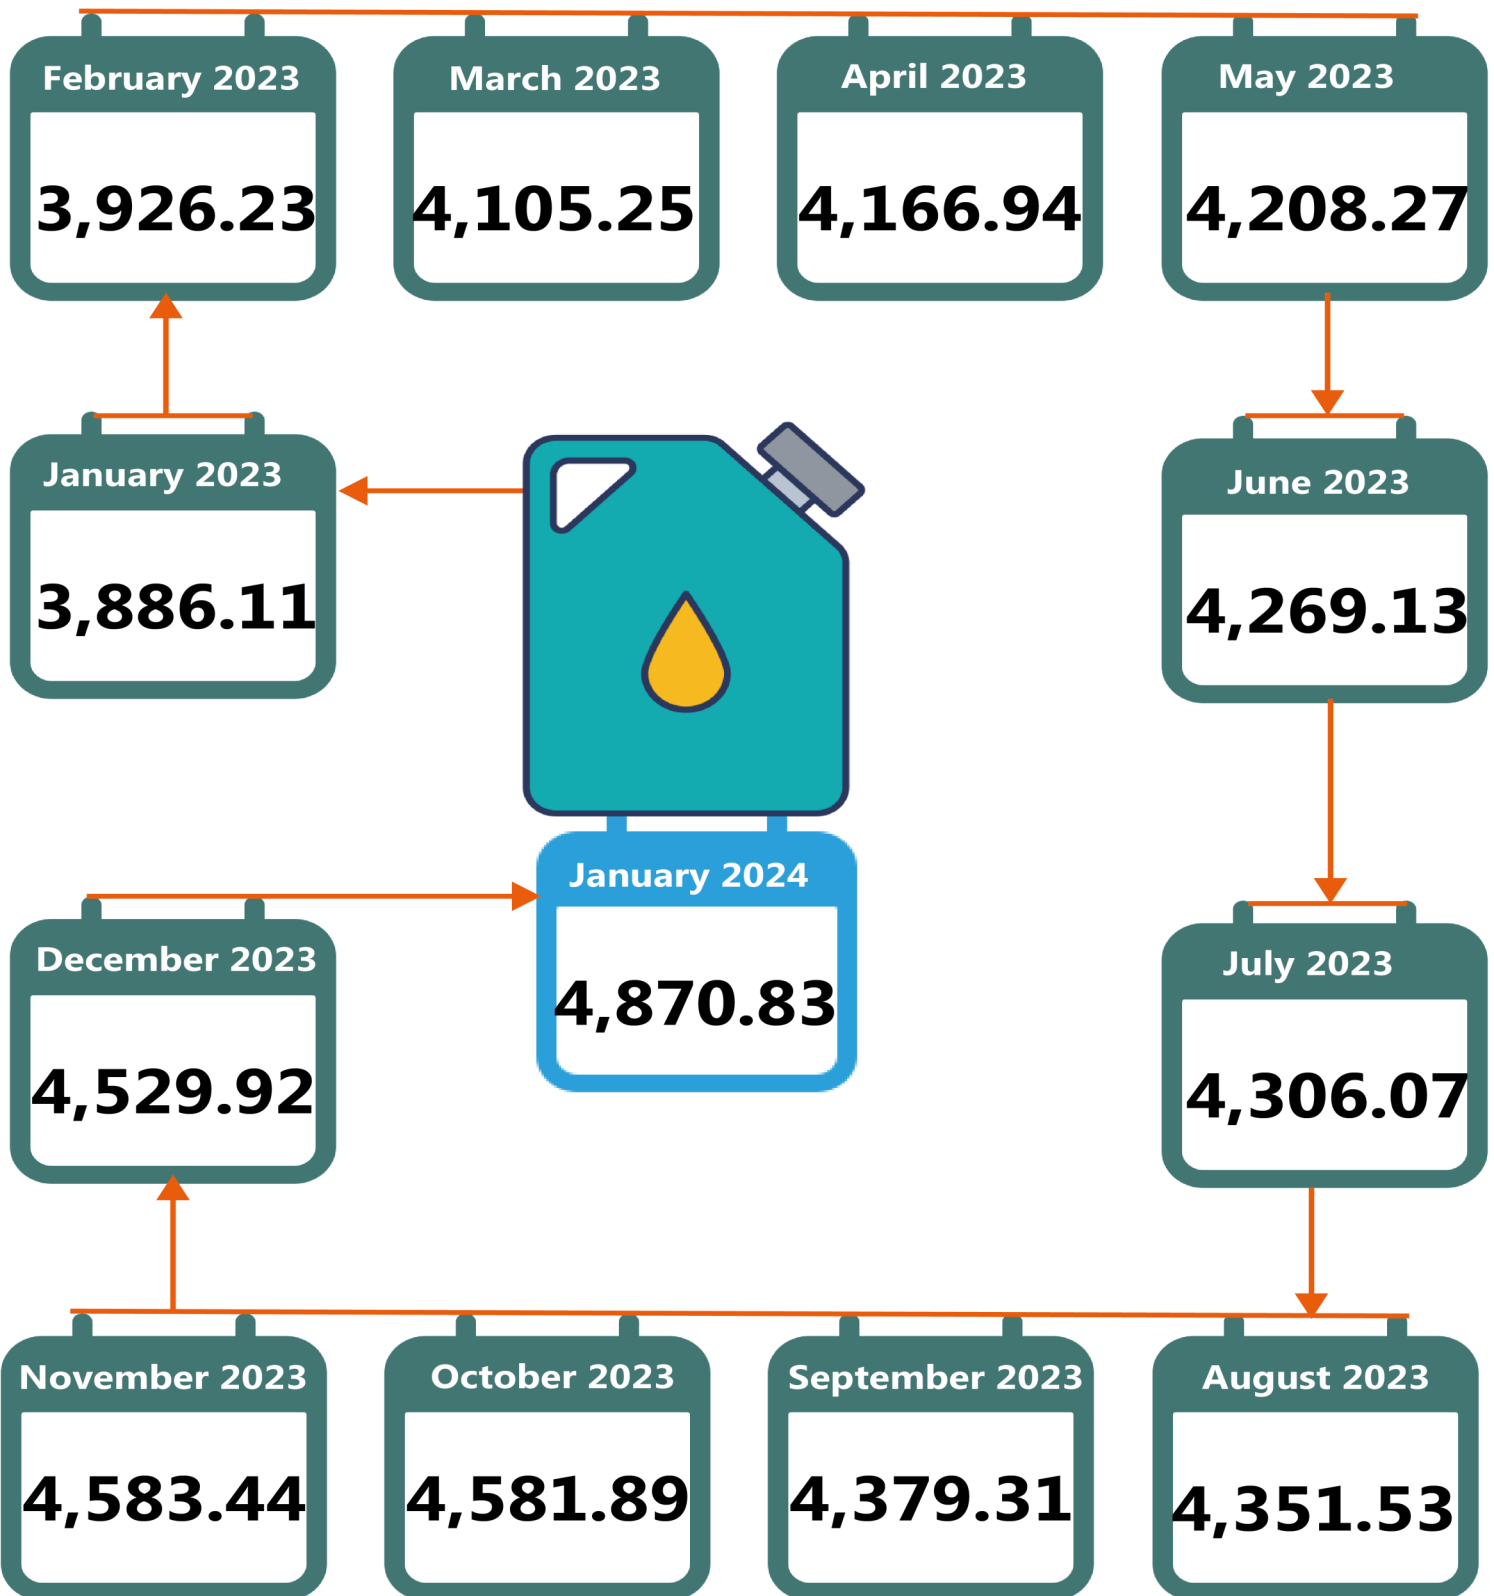 February 2023
3,926.23
March 2023
4,105.25
April 2023
4,166.94
May 2023
4,208.27
January 2023
3,886.11
June 2023
4,269.13
January 2024
4,870.83
December 2023
4,529.92
July 2023
4,306.07
November 2023
4,583.44
October 2023
4,581.89
September 2023
4,379.31
August 2023
4,351.53